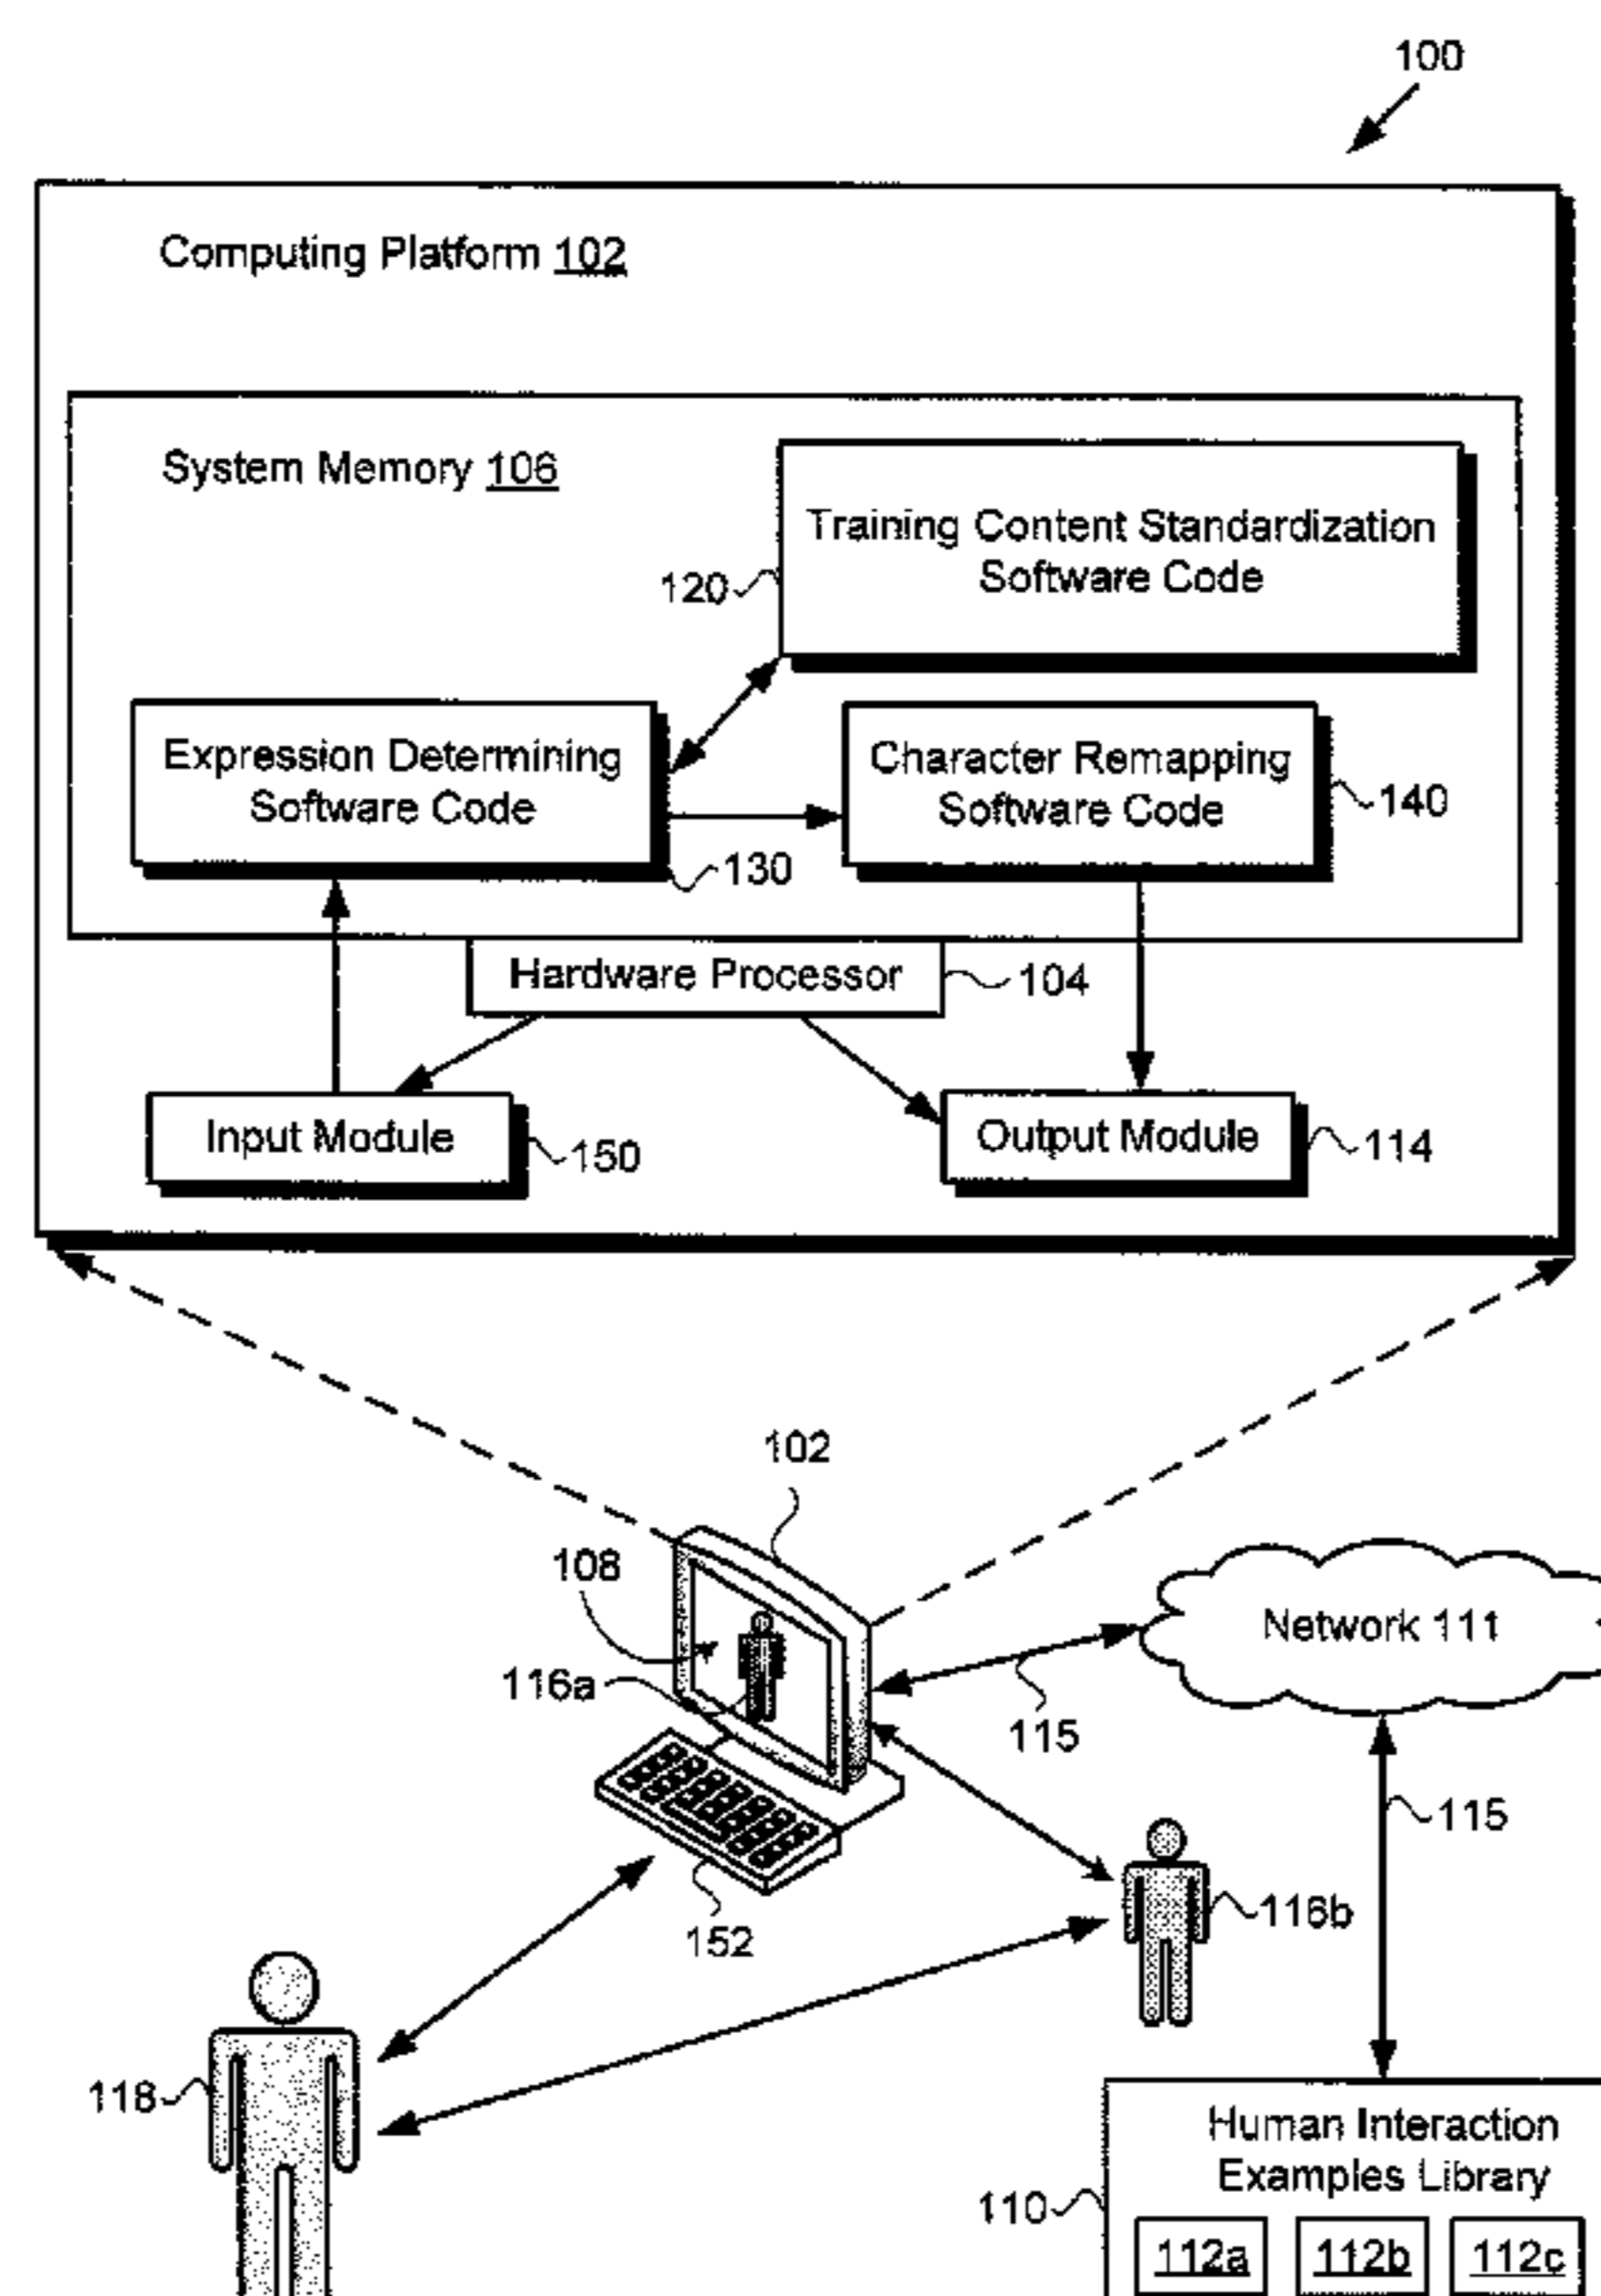 100
Computing Platform 102
System Memory 106
Training Content Standardization
Software Code
120
Expression Determining
Software Code
130
Character Remapping
Software Code
140
Hardware Processor
104
Input Module
150
Output Module
114
102
108
116a
Network 111
115
115
152
116b
118
Human Interaction
Examples Library
110
112a
112b
112c